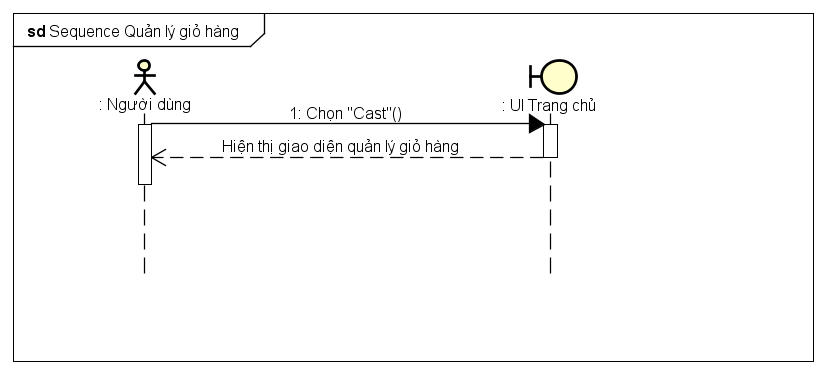 sd Sequence Quản lý giỏ hàng
: Người dùng
: UI Trang chủ
1: Chọn "Cast"()
Hiện thị giao diện quản lý giỏ hàng